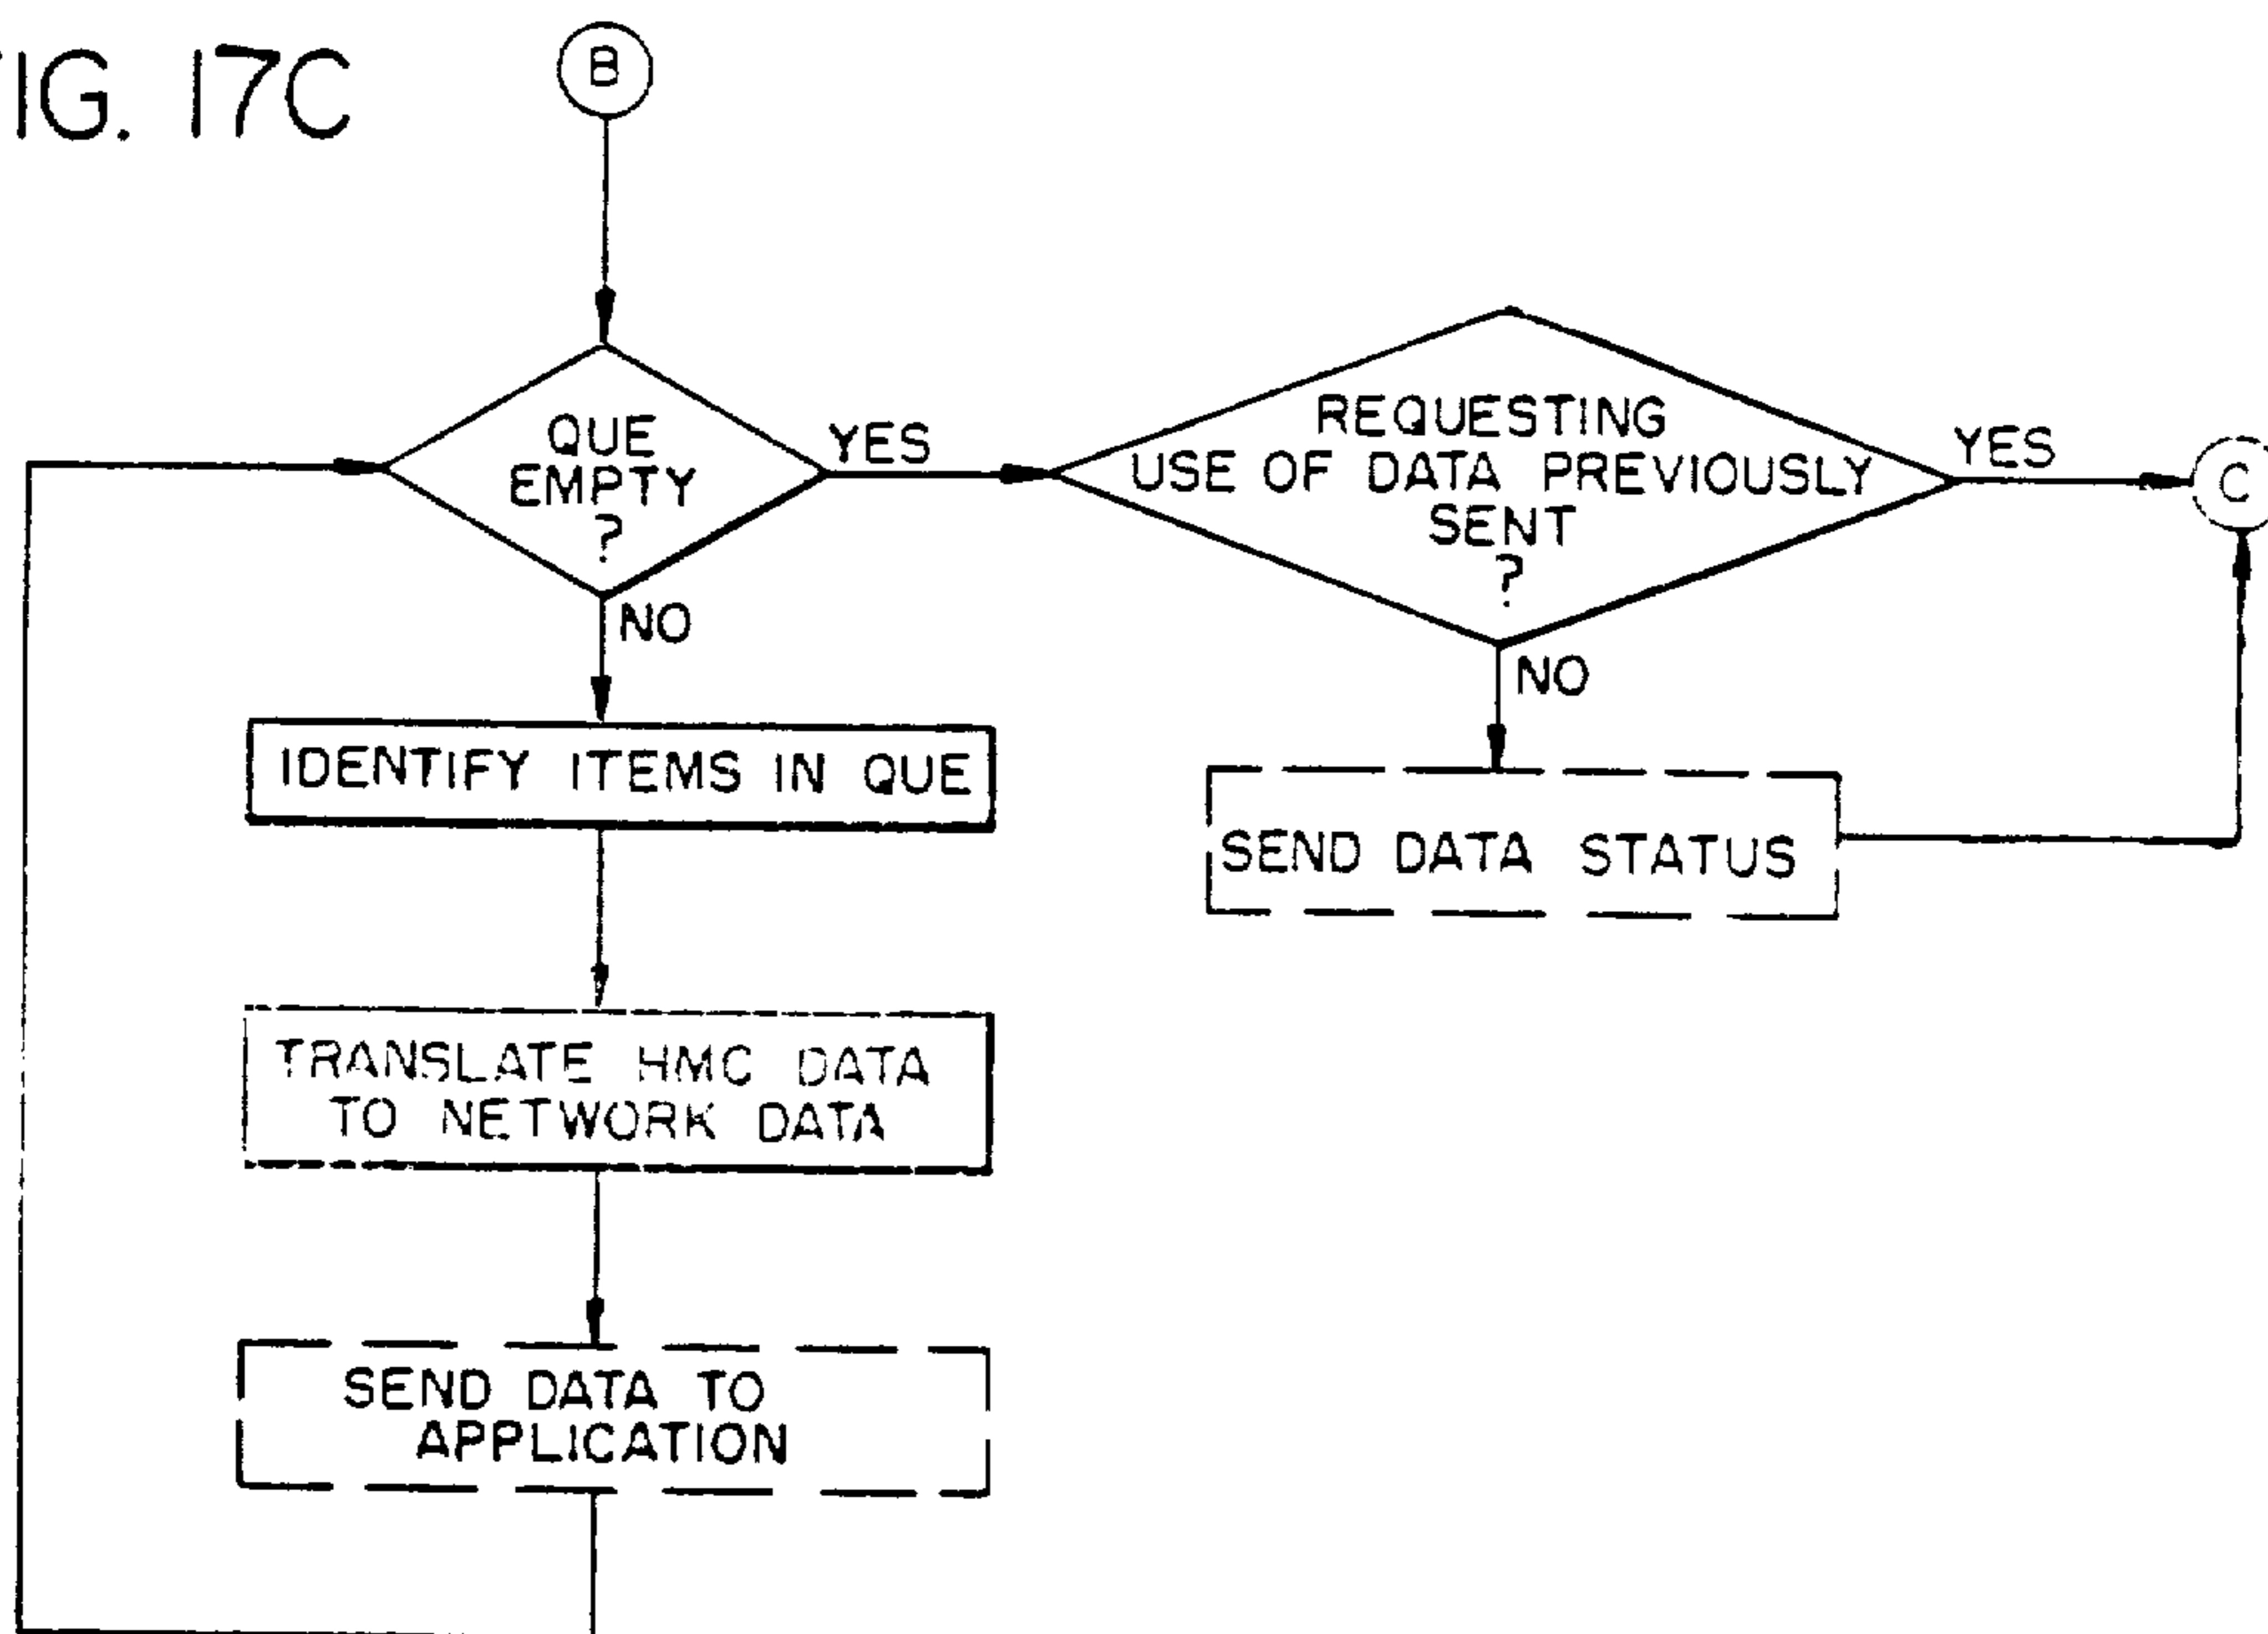 FIG. 17C
B
QUE
EMPTY
?
YES
NO
REQUESTING
USE OF DATA PREVIOUSLY
SENT
?
YES
C
NO
IDENTIFY ITEMS IN QUE
SEND DATA STATUS
TRANSLATE HMC DATA
TO NETWORK DATA
SEND DATA TO
APPLICATION